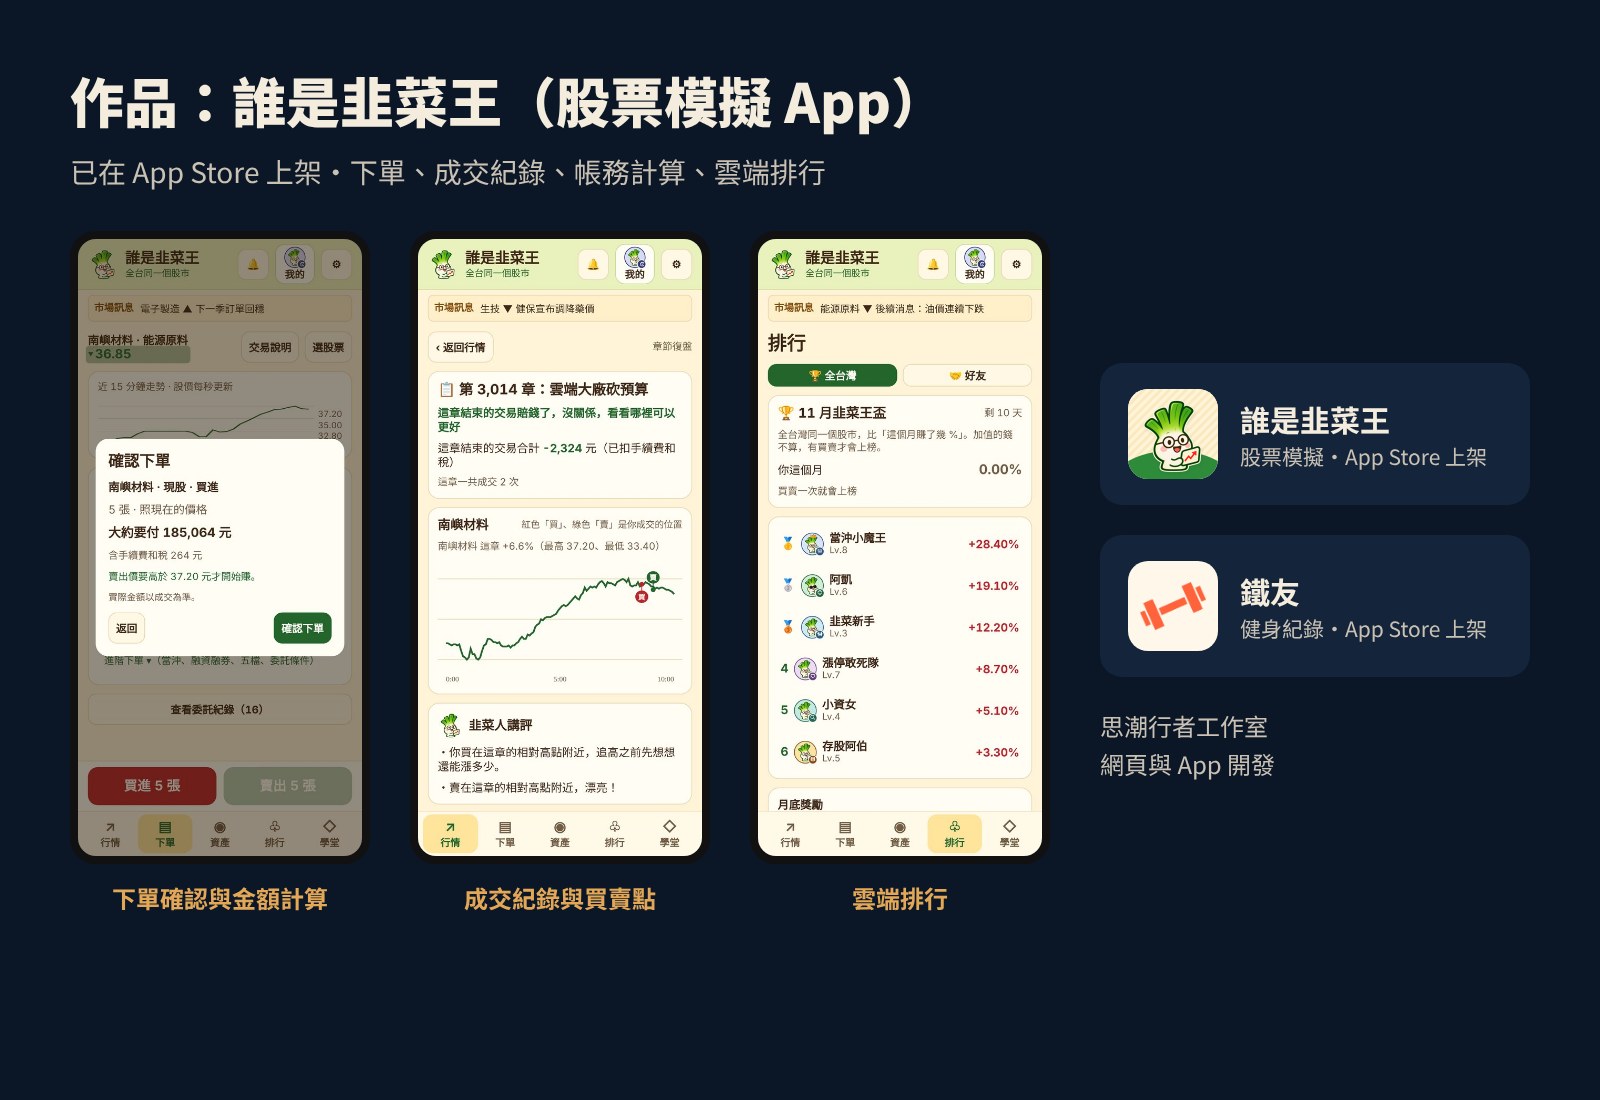 作品：誰是韭菜王（股票模擬 App）
已在 App Store 上架・下單、成交紀錄、帳務計算、雲端排行
誰是韭菜王
全台同一個股市
我的
市場訊息 電子製造 ▲ 下一季訂單回穩
南嶼材料 · 能源原料
▼36.85
交易說明
選股票
近 15 分鐘走勢 · 股價每秒更新
37.20
35.00
32.80
確認下單
南嶼材料 · 現股 · 買進
5 張 · 照現在的價格
大約要付 185,064 元
含手續費和稅 264 元
賣出價要高於 37.20 元才開始賺。
實際金額以成交為準。
返回
確認下單
進階下單 ▾（當沖、融資融券、五檔、委託條件）
查看委託紀錄（16）
買進 5 張
賣出 5 張
行情
下單
資產
排行
學堂
下單確認與金額計算
誰是韭菜王
全台同一個股市
我的
市場訊息 生技 ▼ 健保宣布調降藥價
‹ 返回行情
章節復盤
第 3,014 章：雲端大廠砍預算
這章結束的交易賠錢了，沒關係，看看哪裡可以
更好
這章結束的交易合計 -2,324 元（已扣手續費和
稅）
這章一共成交 2 次
南嶼材料
紅色「買」、綠色「賣」是你成交的位置
南嶼材料 這章 +6.6%（最高 37.20、最低 33.40）
買
買
0:00
5:00
10:00
韭菜人講評
・你買在這章的相對高點附近，追高之前先想想
還能漲多少。
・賣在這章的相對高點附近，漂亮！
行情
下單
資產
排行
學堂
成交紀錄與買賣點
誰是韭菜王
全台同一個股市
我的
市場訊息 能源原料 ▼ 後續消息：油價連續下跌
排行
全台灣
好友
11 月韭菜王盃
剩 10 天
全台灣同一個股市，比「這個月賺了幾 %」。加值的錢
不算，有買賣才會上榜。
你這個月
0.00%
買賣一次就會上榜
當沖小魔王
Lv.8
+28.40%
阿凱
Lv.6
+19.10%
韭菜新手
Lv.3
+12.20%
4 漲停敢死隊
Lv.7
+8.70%
5 小資女
Lv.4
+5.10%
6 存股阿伯
Lv.5
+3.30%
月底獎勵
行情
下單
資產
排行
學堂
雲端排行
誰是韭菜王
股票模擬・App Store 上架
鐵友
健身紀錄・App Store 上架
思潮行者工作室
網頁與 App 開發